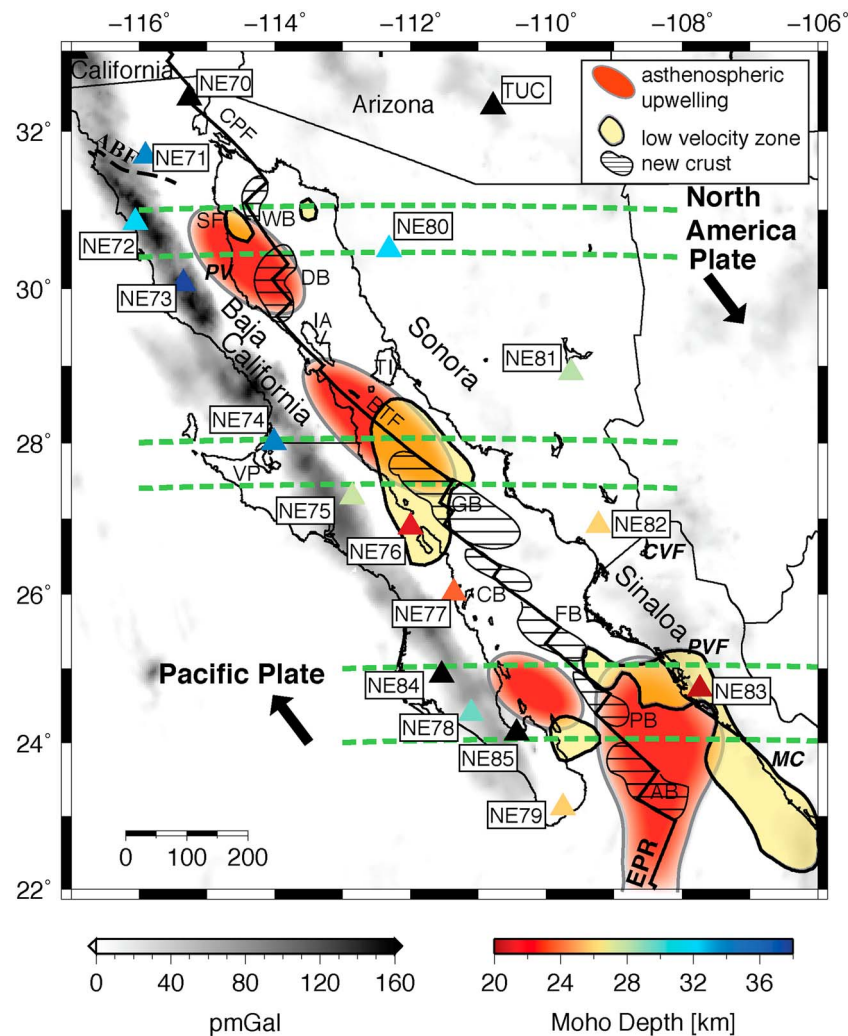 −116° −114° −112° −110° −108° −106°
California
NE70
TUC
Arizona
CPF
asthenospheric
upwelling
low velocity zone
new crust
32°
ABF
NE71
North
America
Plate
SF
WB
NE80
NE72
PV
DB
30°
NE73
Baja
California
IA
Sonora
TI
NE81
BTF
NE74
28°
VP
GB
NE75
NE76
NE82
CVF
Sinaloa
26°
NE77
CB
FB
PVF
Pacific Plate
NE84
NE83
NE78
PB
24°
NE85
MC
AB
NE79
0 100 200
EPR
22°
0 40 80 120 160
pmGal
20 24 28 32 36
Moho Depth [km]